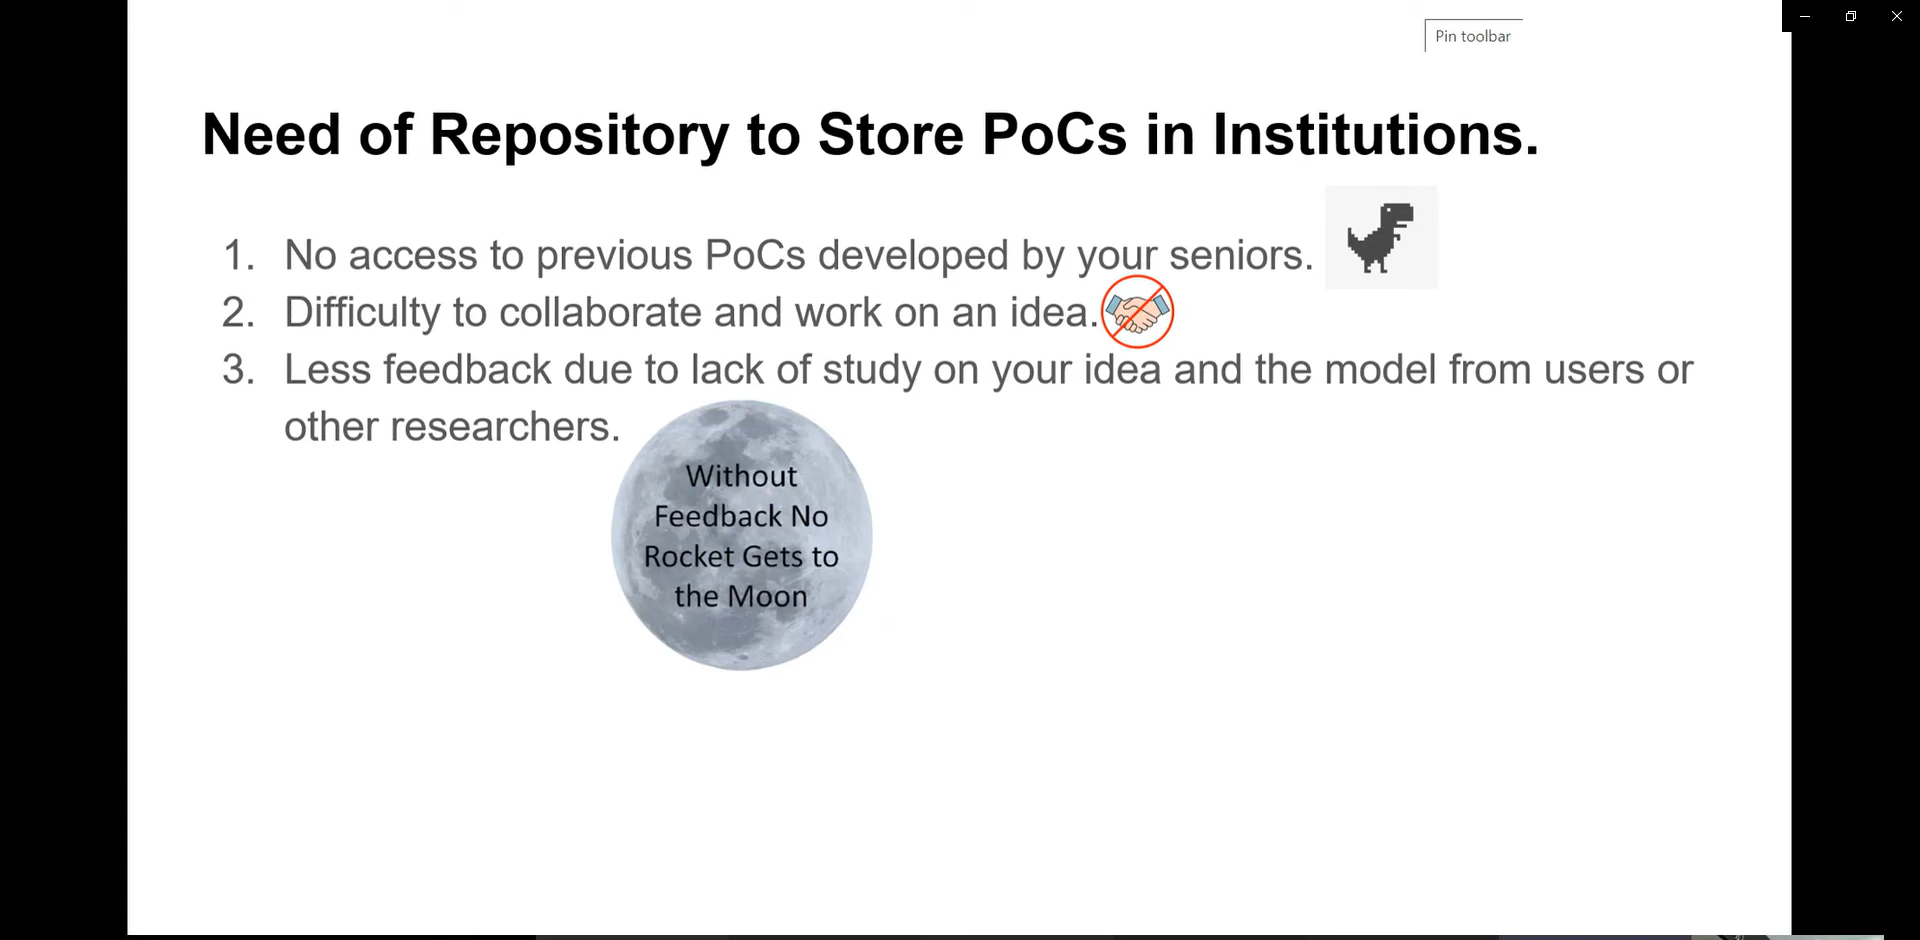 Pin toolbar
Need of Repository to Store PoCs in Institutions.
1. No access to previous PoCs developed by your seniors.
2. Difficulty to collaborate and work on an idea.
3. Less feedback due to lack of study on your idea and the model from users or
other researchers.
Without
Feedback No
Rocket Gets to
the Moon